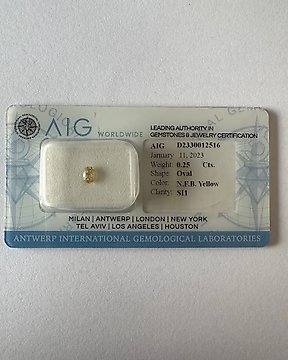 AIG
WORLDWIDE
LEADING AUTHORITY IN
GEMSTONES & JEWELRY CERTIFICATION
AIG D2330012516
January 11, 2023
Weight: 0.25 Cts.
Shape: Oval
Color: N.F.B. Yellow
Clarity: SI1
MILAN | ANTWERP | LONDON | NEW YORK
TEL AVIV | LOS ANGELES | HOUSTON
ANTWERP INTERNATIONAL GEMOLOGICAL LABORATORIES